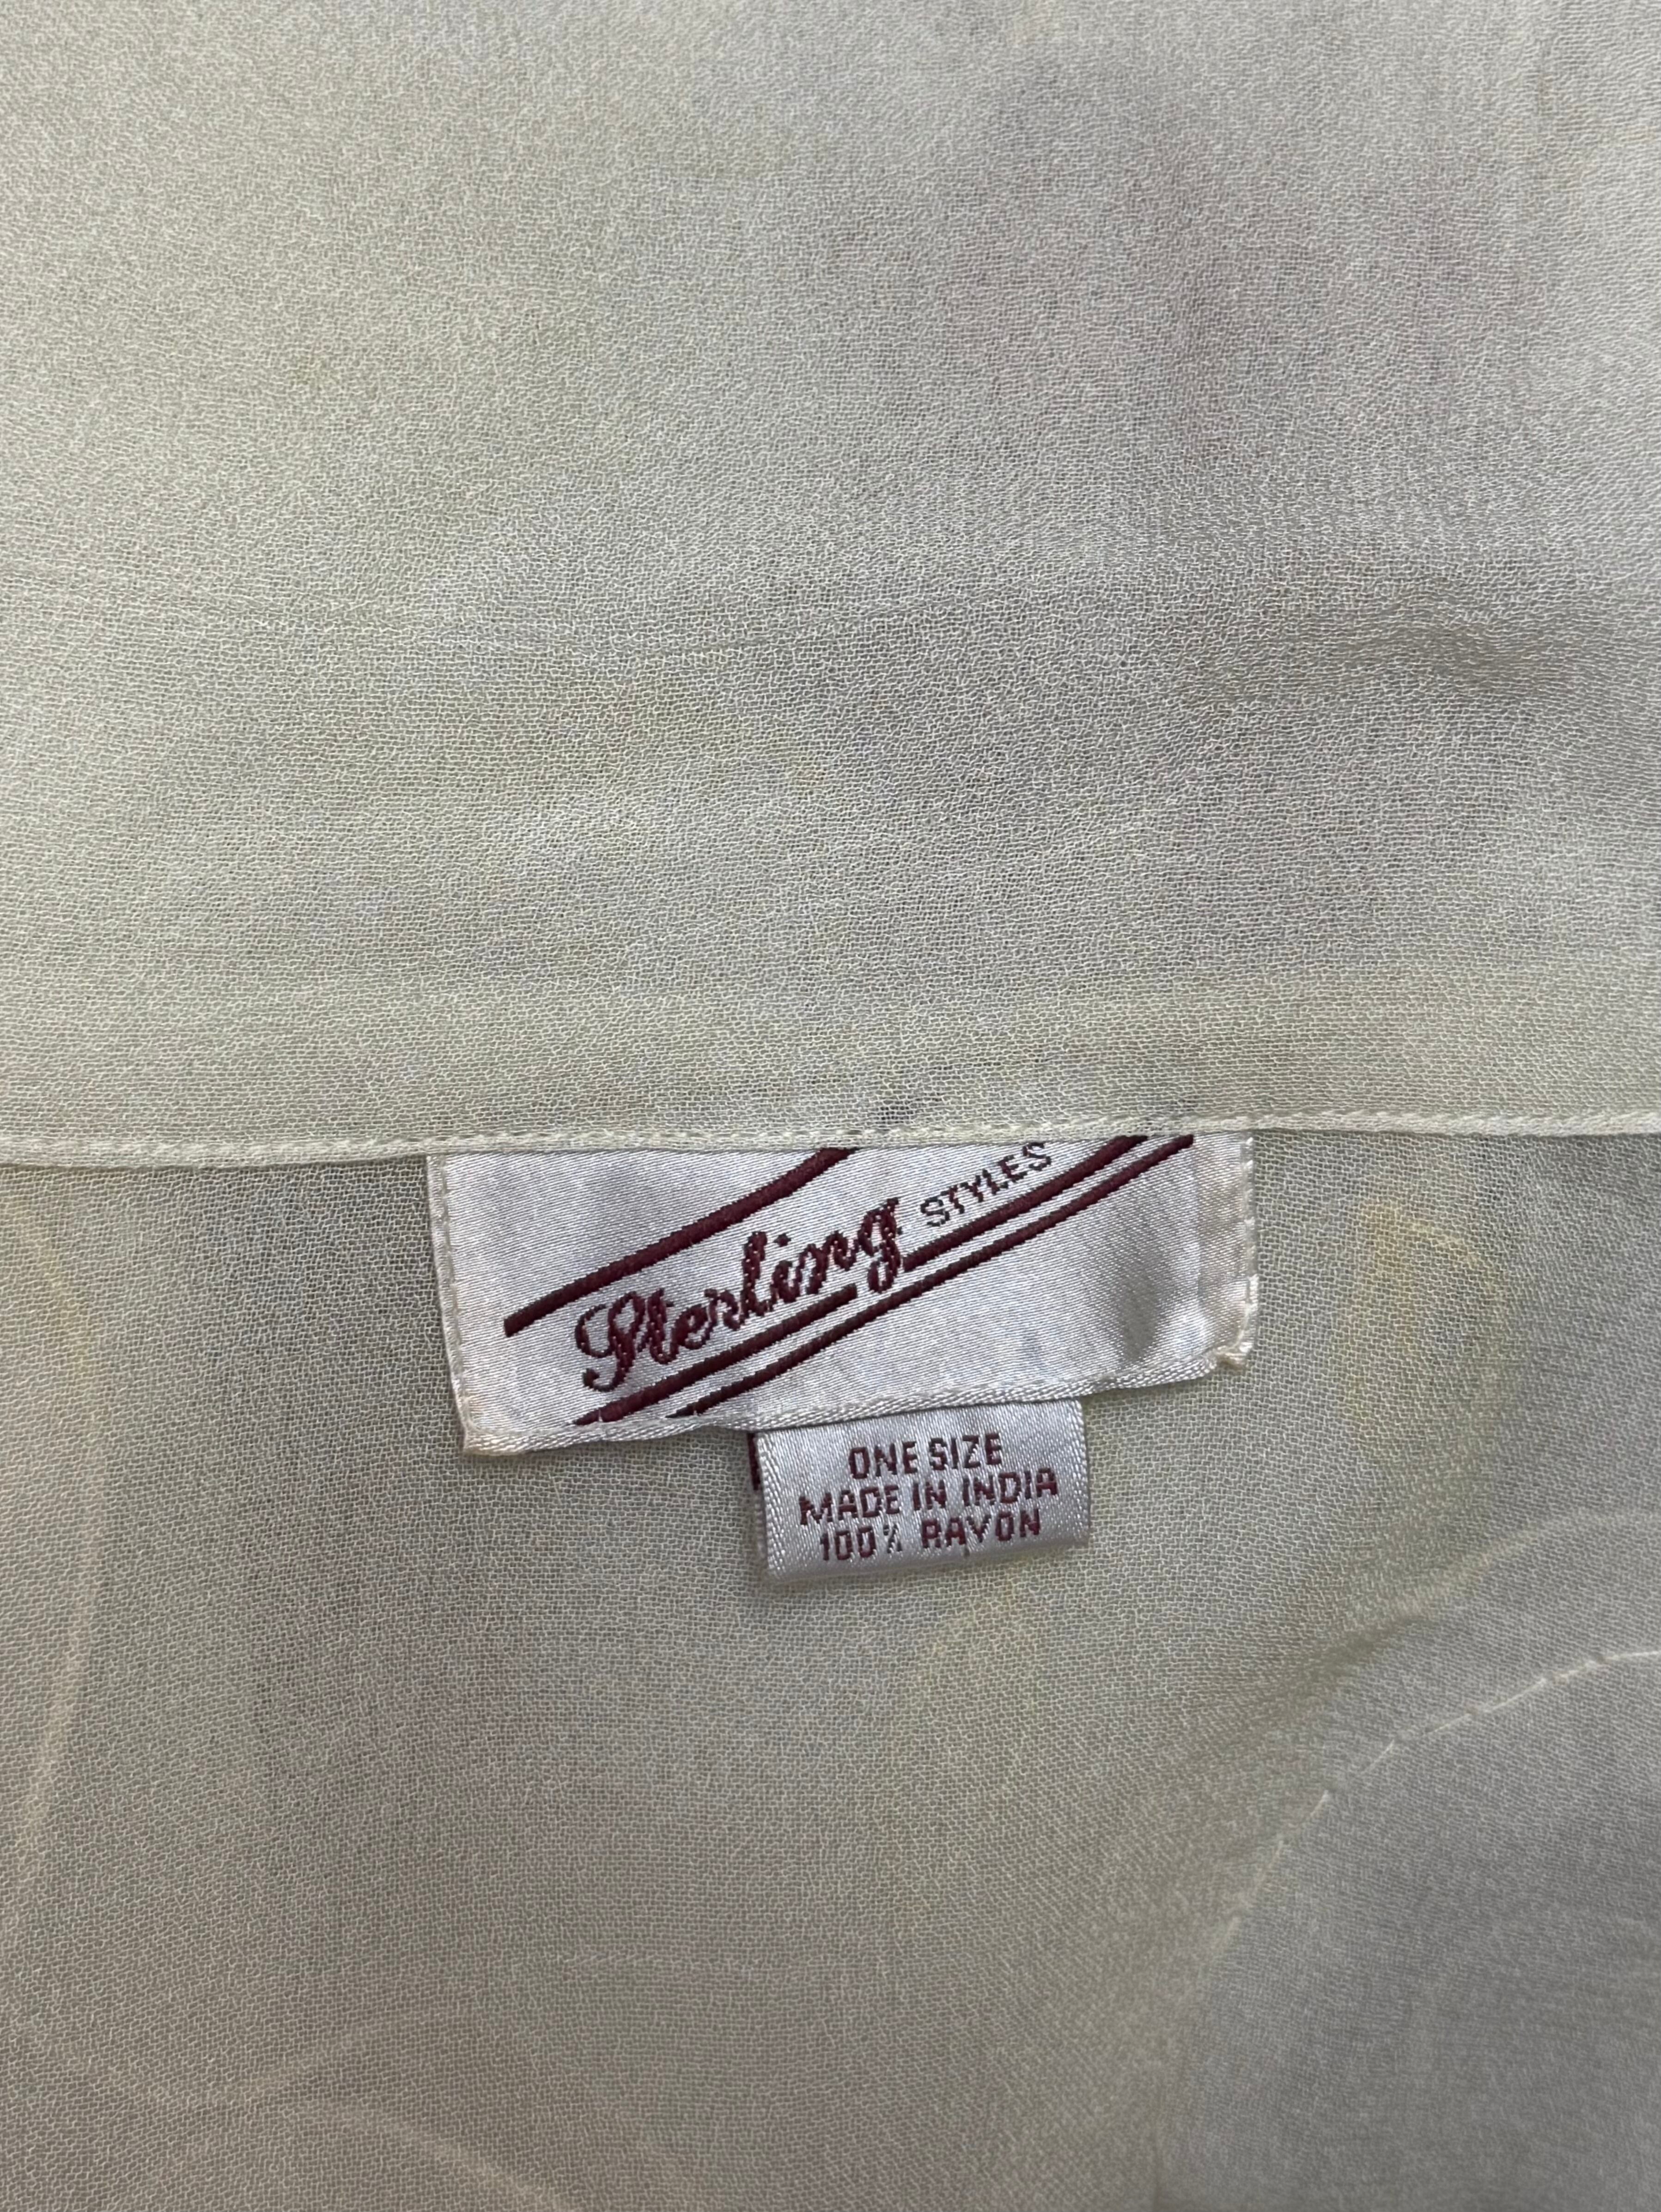 Sterling STYLES
ONE SIZE
MADE IN INDIA
100% RAYON